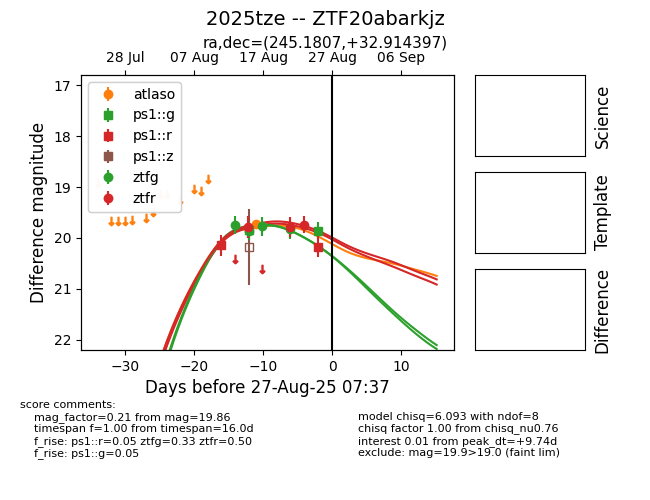 2025tze -- ZTF20abarkjz
ra,dec=(245.1807,+32.914397)
28 Jul 07 Aug 17 Aug 27 Aug 06 Sep
17
18
19
20
21
22
Difference magnitude
atlaso
ps1::g
ps1::r
ps1::z
ztfg
ztfr
−30 −20 −10 0 10
Days before 27-Aug-25 07:37
Science
Template
Difference
score comments:
mag_factor=0.21 from mag=19.86
timespan f=1.00 from timespan=16.0d
f_rise: ps1::r=0.05 ztfg=0.33 ztfr=0.50
f_rise: ps1::g=0.05
model chisq=6.093 with ndof=8
chisq factor 1.00 from chisq_nu0.76
interest 0.01 from peak_dt=+9.74d
exclude: mag=19.9>19.0 (faint lim)